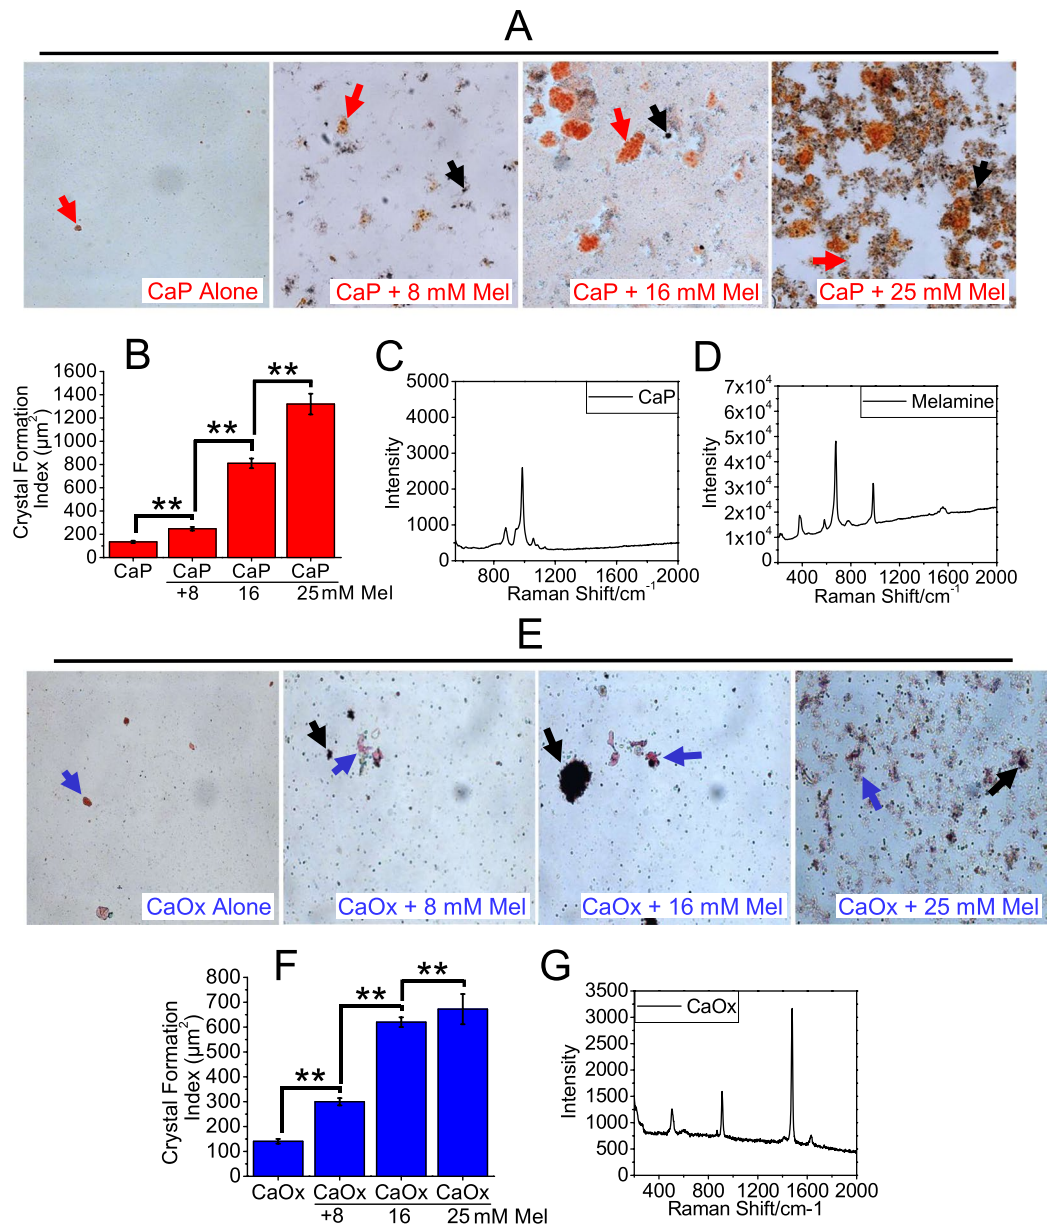 A
CaP Alone
CaP + 8 mM Mel
CaP + 16 mM Mel
CaP + 25 mM Mel
B
Crystal Formation
Index (µm²)
1600
1400
1200
1000
800
600
400
200
0
**
**
**
CaP
CaP
CaP
CaP
+8
16
25 mM Mel
C
Intensity
5000
4000
3000
2000
1000
0
CaP
800
1200
1600
2000
Raman Shift/cm⁻¹
D
Intensity
7x10⁴
6x10⁴
5x10⁴
4x10⁴
3x10⁴
2x10⁴
1x10⁴
0
Melamine
400
800
1200
1600
2000
Raman Shift/cm⁻¹
E
CaOx Alone
CaOx + 8 mM Mel
CaOx + 16 mM Mel
CaOx + 25 mM Mel
F
Crystal Formation
Index (µm²)
800
700
600
500
400
300
200
100
0
**
**
**
CaOx
CaOx
CaOx
CaOx
+8
16
25 mM Mel
G
Intensity
3500
3000
2500
2000
1500
1000
500
0
CaOx
400
800
1200
1600
2000
Raman Shift/cm-1